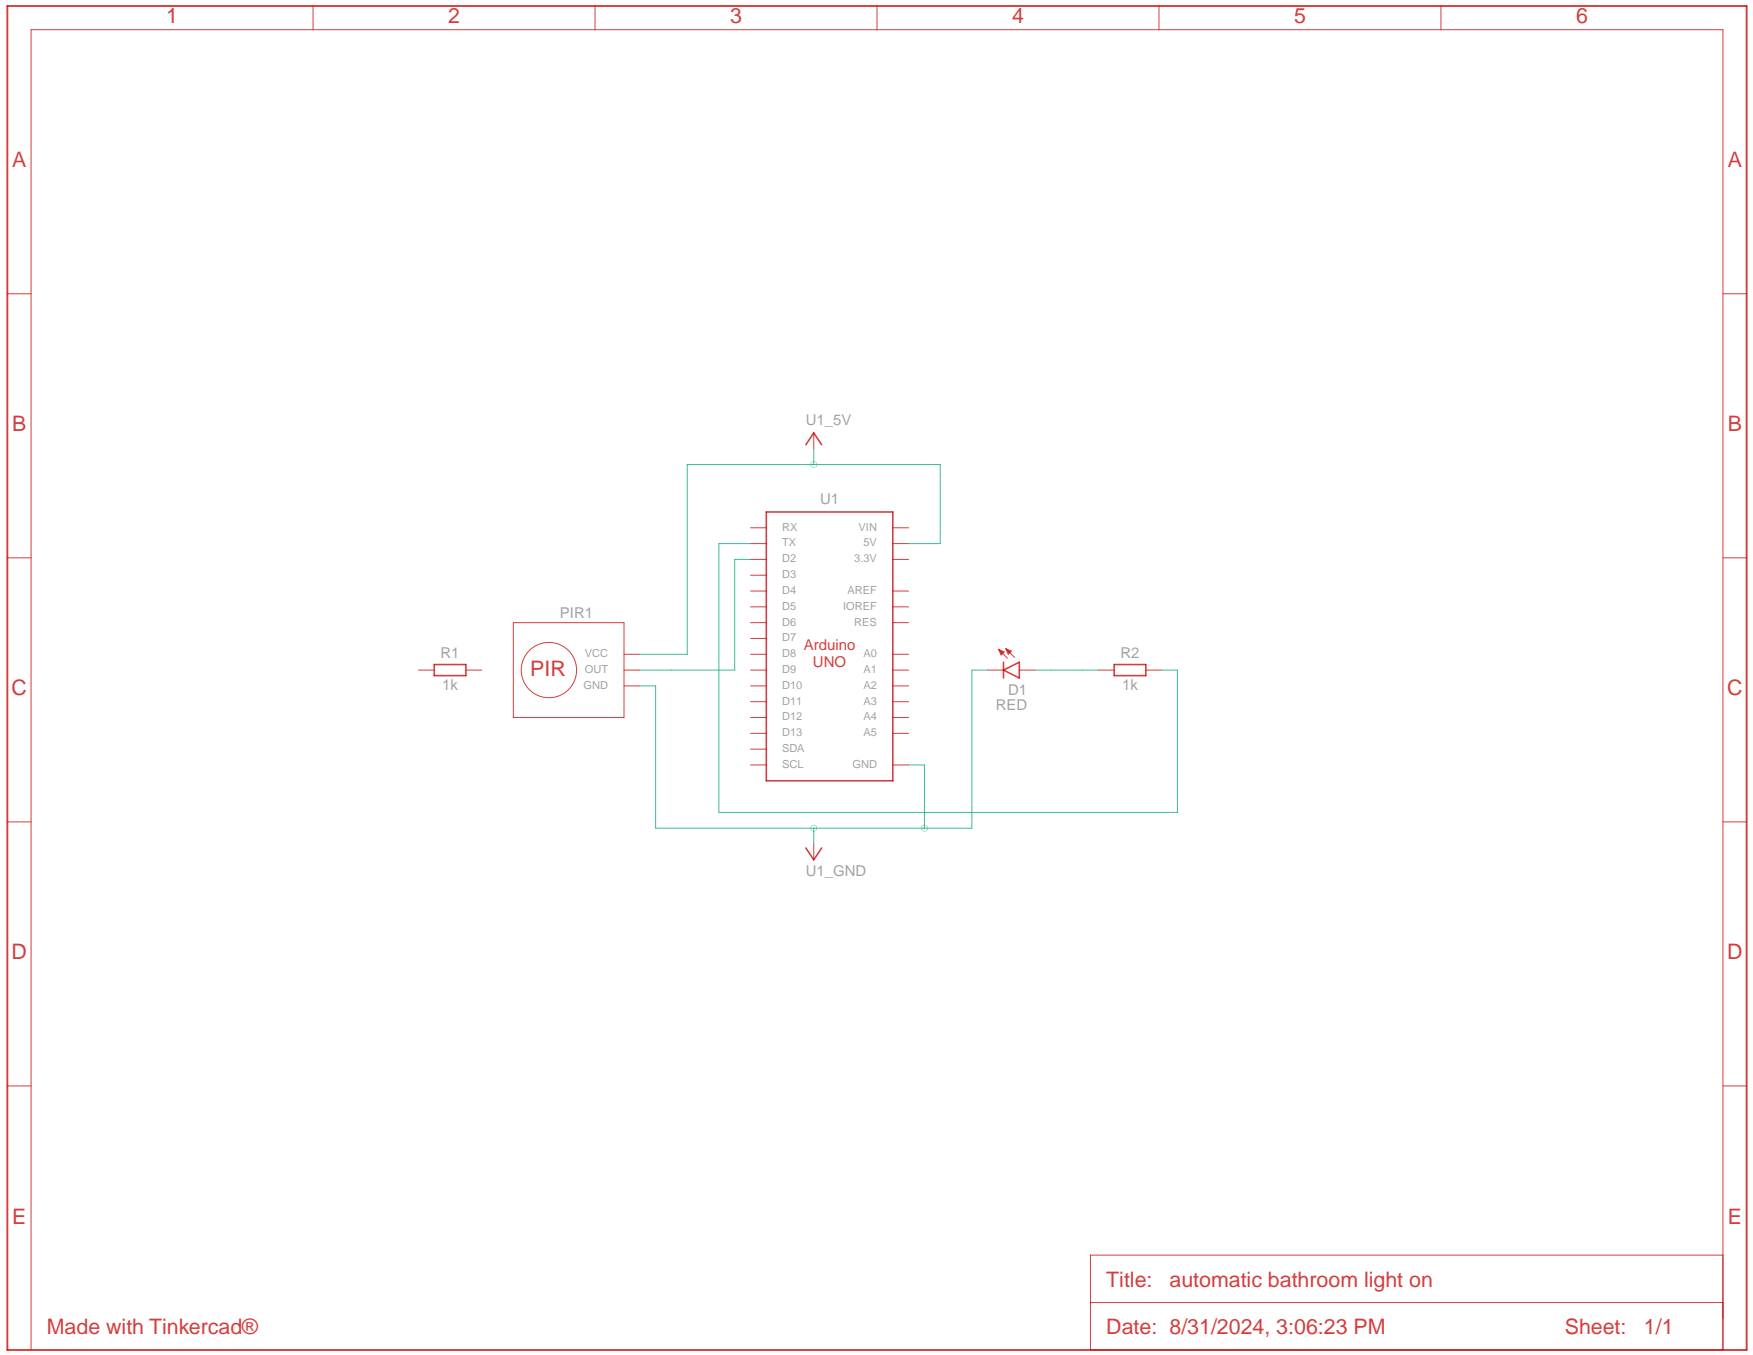 1 2 3 4 5 6
A A
B B
U1_5V
U1
RX VIN
TX 5V
D2 3.3V
D3
D4 AREF
D5 IOREF
PIR1
D6 RES
D7
Arduino
UNO
R1
1k
PIR
VCC
OUT
GND
D8 A0
D9 A1
D10 A2
D11 A3
D12 A4
D13 A5
SDA
SCL GND
D1
RED
R2
1k
C C
U1_GND
D D
E E
Title: automatic bathroom light on
Made with Tinkercad®
Date: 8/31/2024, 3:06:23 PM Sheet: 1/1